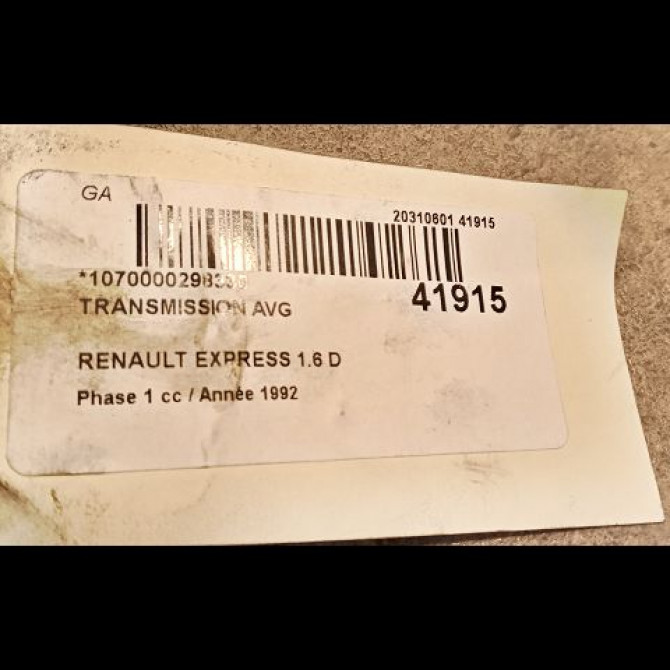 GA
20310601 41915
41915
TRANSMISSION AVG
RENAULT EXPRESS 1.6 D
Phase 1 cc / Année 1992